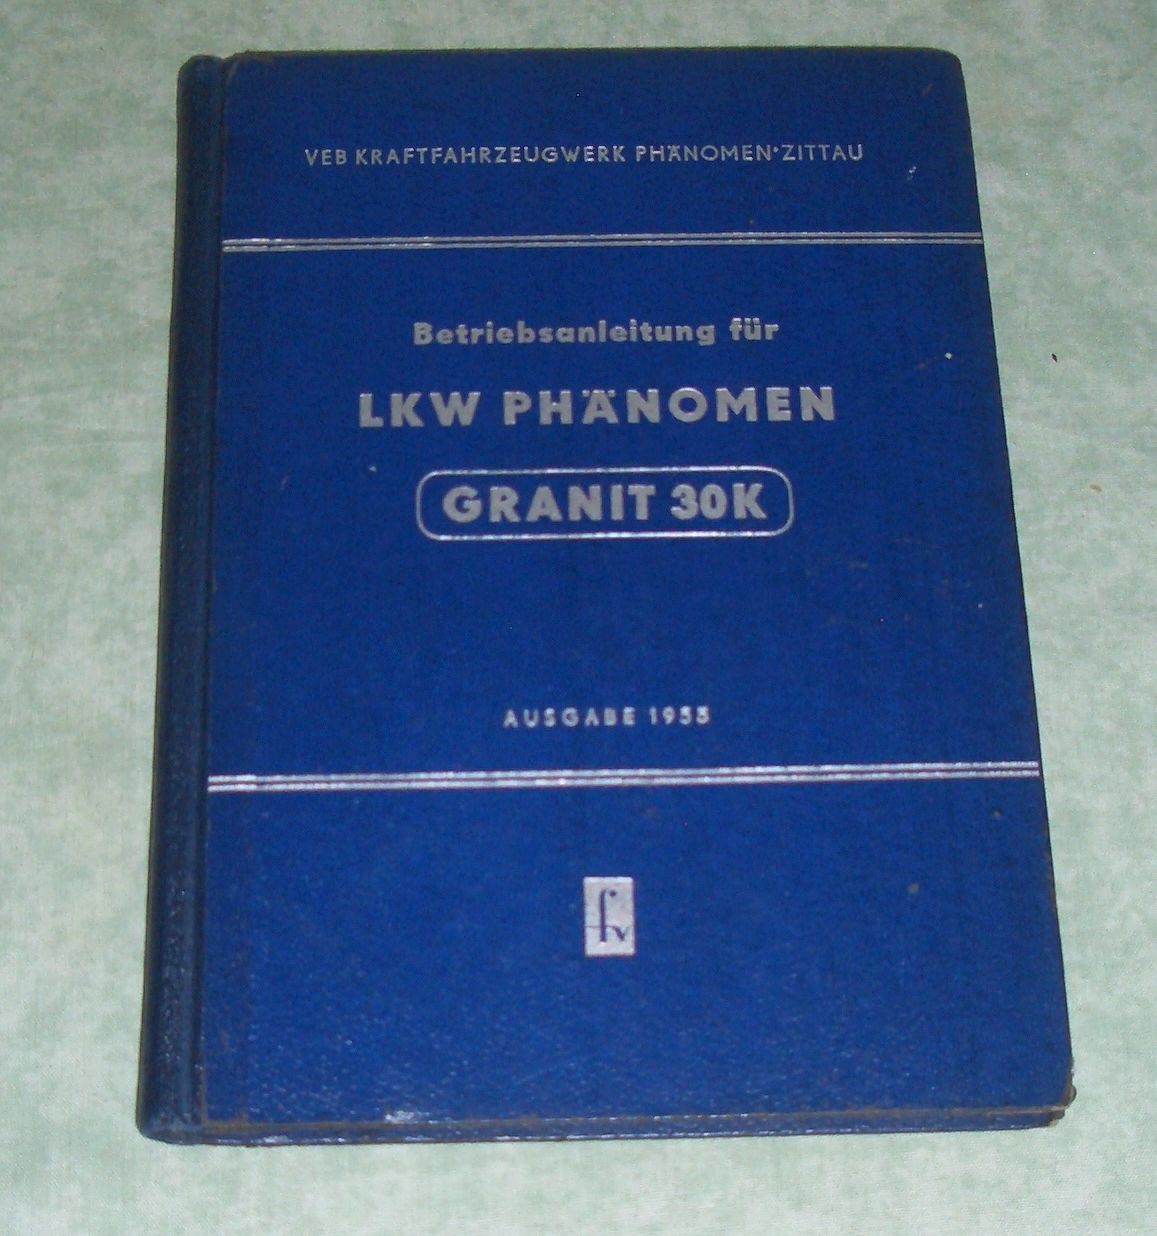 VEB KRAFTFAHRZEUGWERK PHÄNOMEN·ZITTAU
Betriebsanleitung für
LKW PHÄNOMEN
GRANIT 30K
AUSGABE 1955
fv